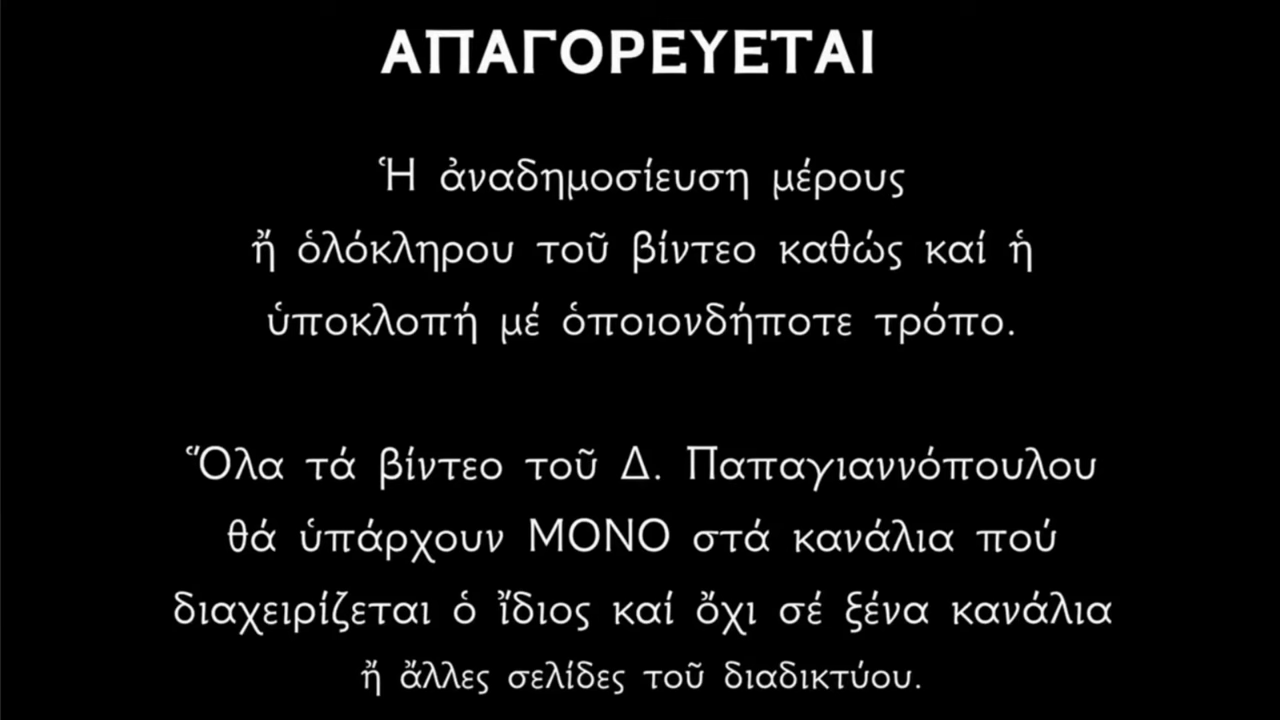 ΑΠΑΓΟΡΕΥΕΤΑΙ
Ἡ ἀναδημοσίευση μέρους
ἤ ὁλόκληρου τοῦ βίντεο καθώς καί ἡ
ὑποκλοπή μέ ὁποιονδήποτε τρόπο.
Ὅλα τά βίντεο τοῦ Δ. Παπαγιαννόπουλου
θά ὑπάρχουν ΜΟΝΟ στά κανάλια πού
διαχειρίζεται ὁ ἴδιος καί ὄχι σέ ξένα κανάλια
ἤ ἄλλες σελίδες τοῦ διαδικτύου.